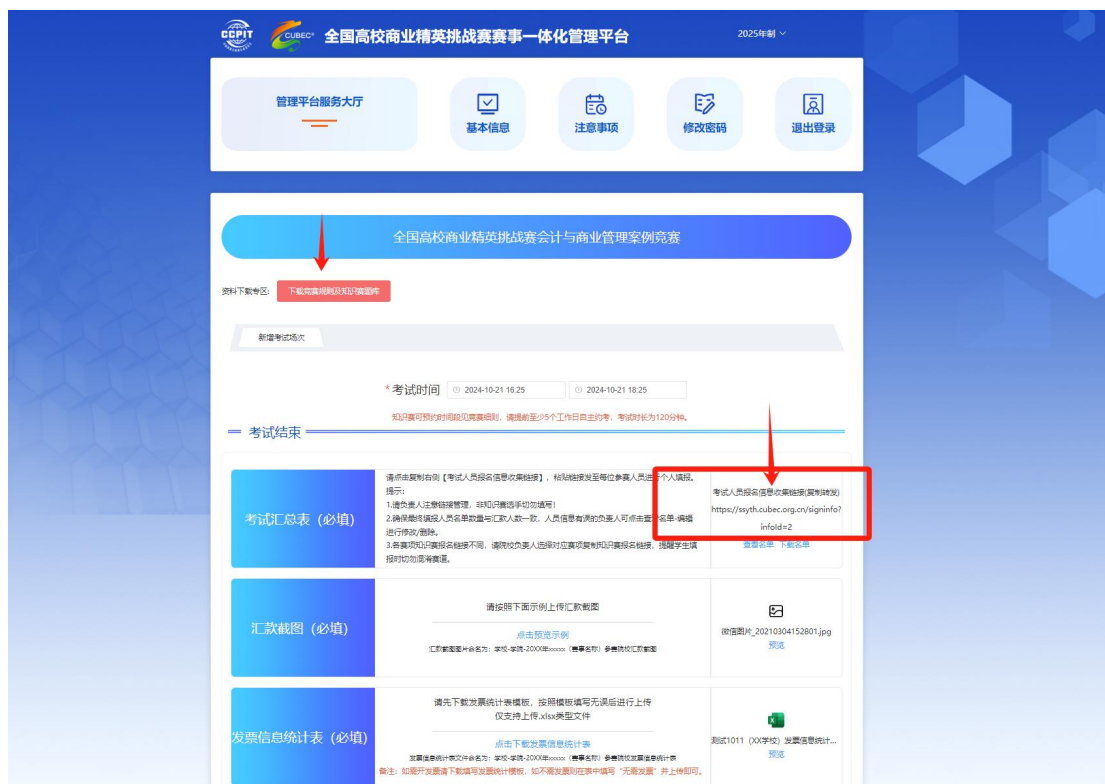 CCPIT
CUBEC
全国高校商业精英挑战赛赛事一体化管理平台
2025年制
管理平台服务大厅
基本信息
注意事项
修改密码
退出登录
全国高校商业精英挑战赛会计与商业管理案例竞赛
资料下载专区:
下载竞赛规则及知识赛题库
新增考试场次
*考试时间
2024-10-21 16:25
2024-10-21 18:25
知识赛可预约时间段见竞赛细则，请提前至少5个工作日自主约考，考试时长为120分钟。
考试结束
考试汇总表（必填）
请点击复制右侧【考试人员报名信息收集链接】，粘贴链接发至每位参赛人员进行个人填报。
提示：
1.请负责人注意链接管理，非知识赛选手切勿填写！
2.确保最终填报人员名单数量与汇款人数一致，人员信息有误的负责人可点击查看名单-编辑
进行修改/删除。
3.各赛项知识赛报名链接不同，请院校负责人选择对应赛项复制知识赛报名链接，提醒学生填
报时切勿混淆赛道。
考试人员报名信息收集链接(复制转发)
https://ssyth.cubec.org.cn/signinfo?
infoId=2
查看名单 下载名单
汇款截图（必填）
请按照下面示例上传汇款截图
点击预览示例
汇款截图图片命名为：学校-学院-20XX年xxxxx（赛事名称）参赛院校汇款截图
微信图片_20210304152801.jpg
预览
发票信息统计表（必填）
请先下载发票统计表模板，按照模板填写无误后进行上传
仅支持上传.xlsx类型文件
点击下载发票信息统计表
发票信息统计表文件命名为：学校-学院-20XX年xxxxx（赛事名称）参赛院校发票信息统计表
备注：如需开发票请下载填写发票统计模板，如不需发票则在表中填写“无需发票”并上传即可。
测试1011（XX学校）发票信息统计...
预览